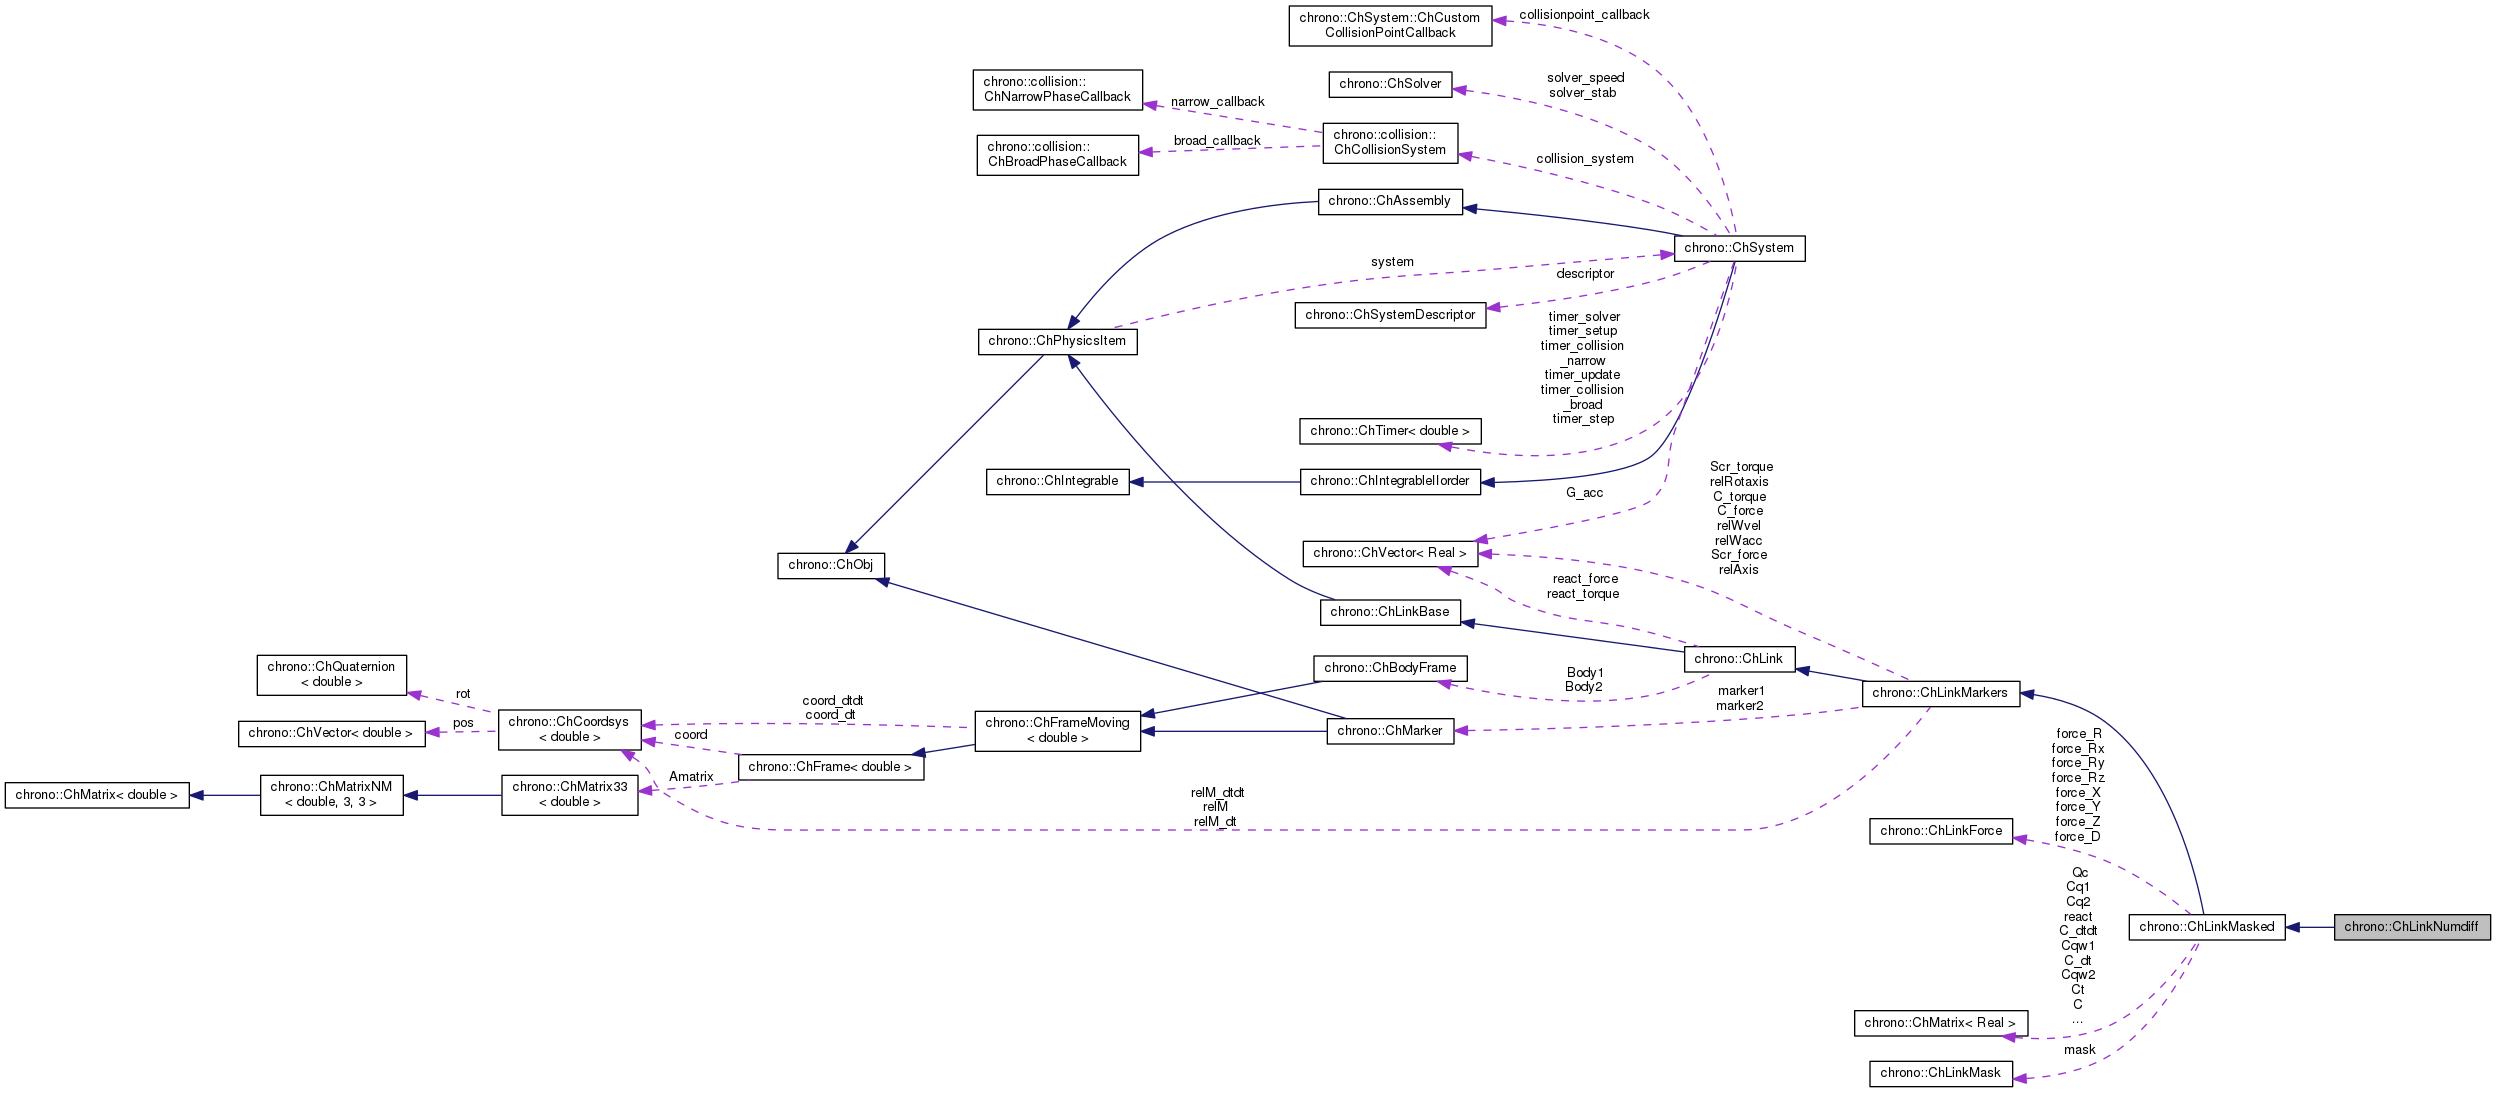 chrono::ChSystem::ChCustom
CollisionPointCallback
collisionpoint_callback
chrono::collision::
ChNarrowPhaseCallback
chrono::ChSolver
solver_speed
solver_stab
narrow_callback
chrono::collision::
ChBroadPhaseCallback
broad_callback
chrono::collision::
ChCollisionSystem
collision_system
chrono::ChAssembly
chrono::ChSystem
system
descriptor
chrono::ChSystemDescriptor
chrono::ChPhysicsItem
timer_solver
timer_setup
timer_collision
_narrow
timer_update
timer_collision
_broad
timer_step
chrono::ChTimer< double >
chrono::ChIntegrable
chrono::ChIntegrableIIorder
G_acc
Scr_torque
relRotaxis
C_torque
C_force
relWvel
relWacc
Scr_force
relAxis
chrono::ChVector< Real >
chrono::ChObj
react_force
react_torque
chrono::ChLinkBase
chrono::ChLink
chrono::ChBodyFrame
Body1
Body2
chrono::ChLinkMarkers
marker1
marker2
chrono::ChQuaternion
< double >
rot
chrono::ChVector< double >
pos
chrono::ChCoordsys
< double >
coord_dtdt
coord_dt
coord
chrono::ChFrameMoving
< double >
chrono::ChMarker
chrono::ChFrame< double >
Amatrix
chrono::ChMatrix< double >
chrono::ChMatrixNM
< double, 3, 3 >
chrono::ChMatrix33
< double >
relM_dtdt
relM
relM_dt
force_R
force_Rx
force_Ry
force_Rz
force_X
force_Y
force_Z
force_D
chrono::ChLinkForce
Qc
Cq1
Cq2
react
C_dtdt
Cqw1
C_dt
Cqw2
Ct
C
...
chrono::ChLinkMasked
chrono::ChLinkNumdiff
chrono::ChMatrix< Real >
mask
chrono::ChLinkMask